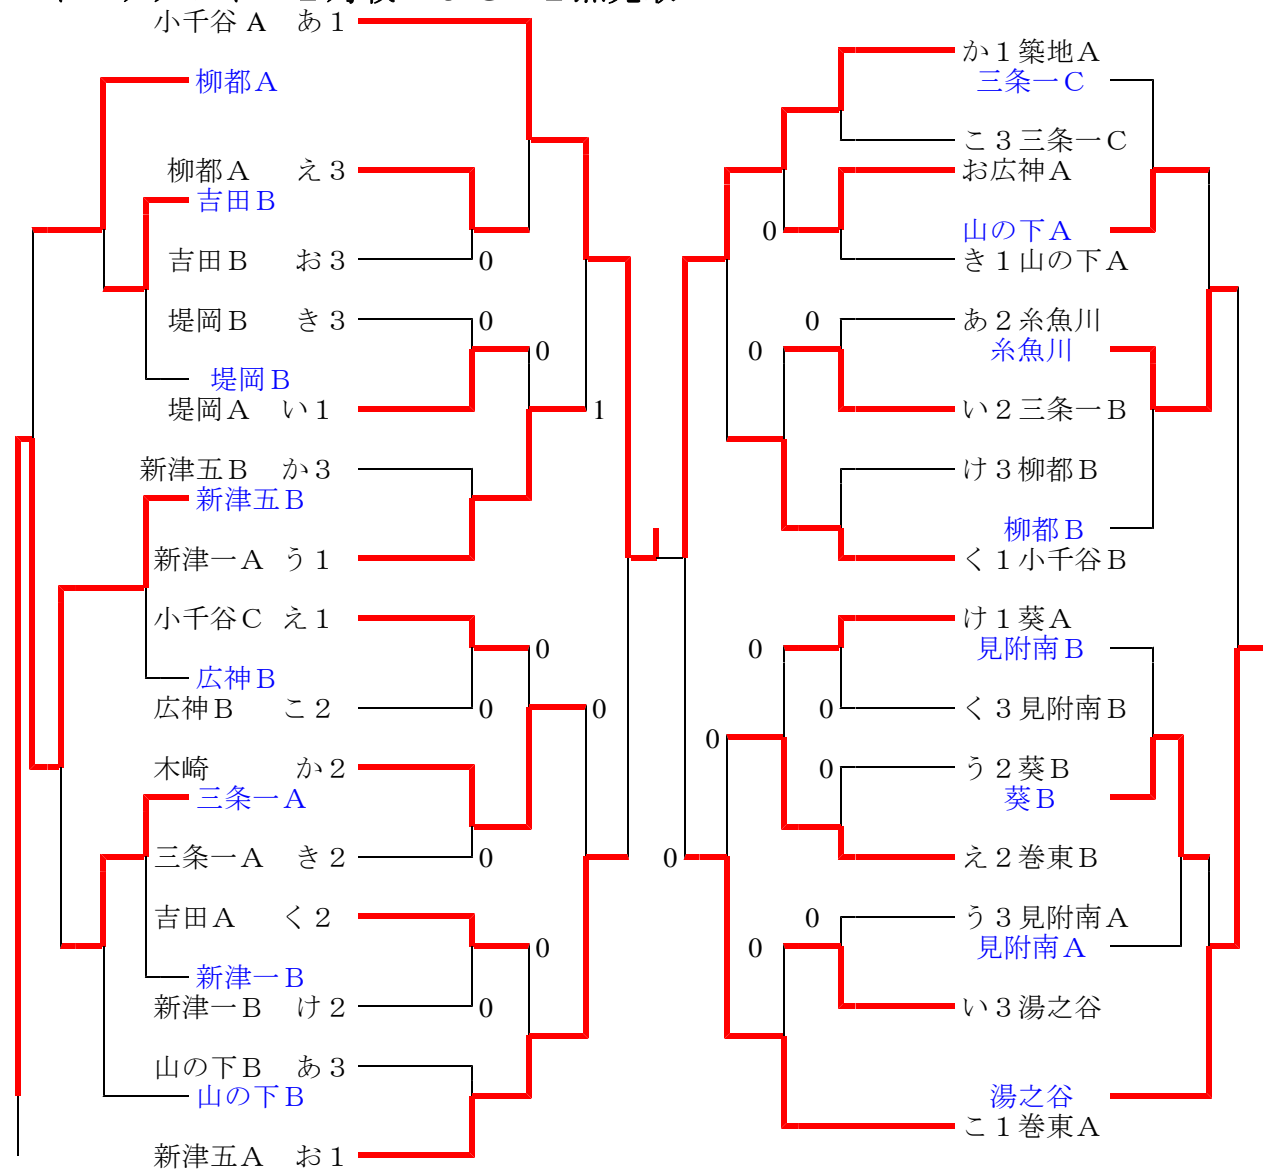 小千谷A あ1
柳都A
柳都A え3
吉田B
吉田B お3
0
堤岡B き3
0
0
堤岡B
堤岡A い1
1
新津五B か3
新津五B
新津一A う1
小千谷C え1
0
広神B
広神B こ2
0
0
木崎 か2
三条一A
三条一A き2
0
吉田A く2
0
新津一B
新津一B け2
0
山の下B あ3
山の下B
新津五A お1
か1築地A
三条一C
こ3三条一C
お広神A
0
山の下A
き1山の下A
0
あ2糸魚川
0
糸魚川
い2三条一B
け3柳都B
柳都B
く1小千谷B
け1葵A
0
見附南B
0
く3見附南B
0
0
う2葵B
葵B
0
え2巻東B
0
う3見附南A
0
見附南A
い3湯之谷
湯之谷
こ1巻東A